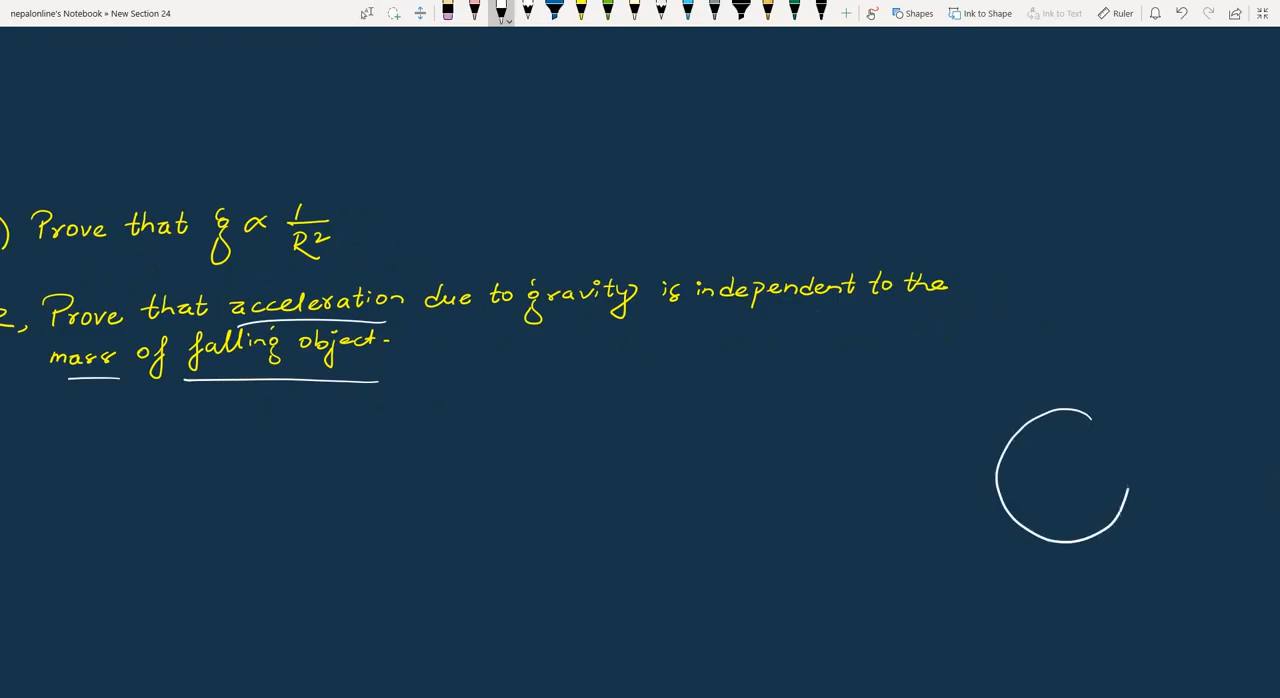 nepalonline's Notebook » New Section 24
Shapes
Ink to Shape
Ink to Text
Ruler
) Prove that g ∝ 1/R²
2, Prove that acceleration due to gravity is independent to the
mass of falling object.